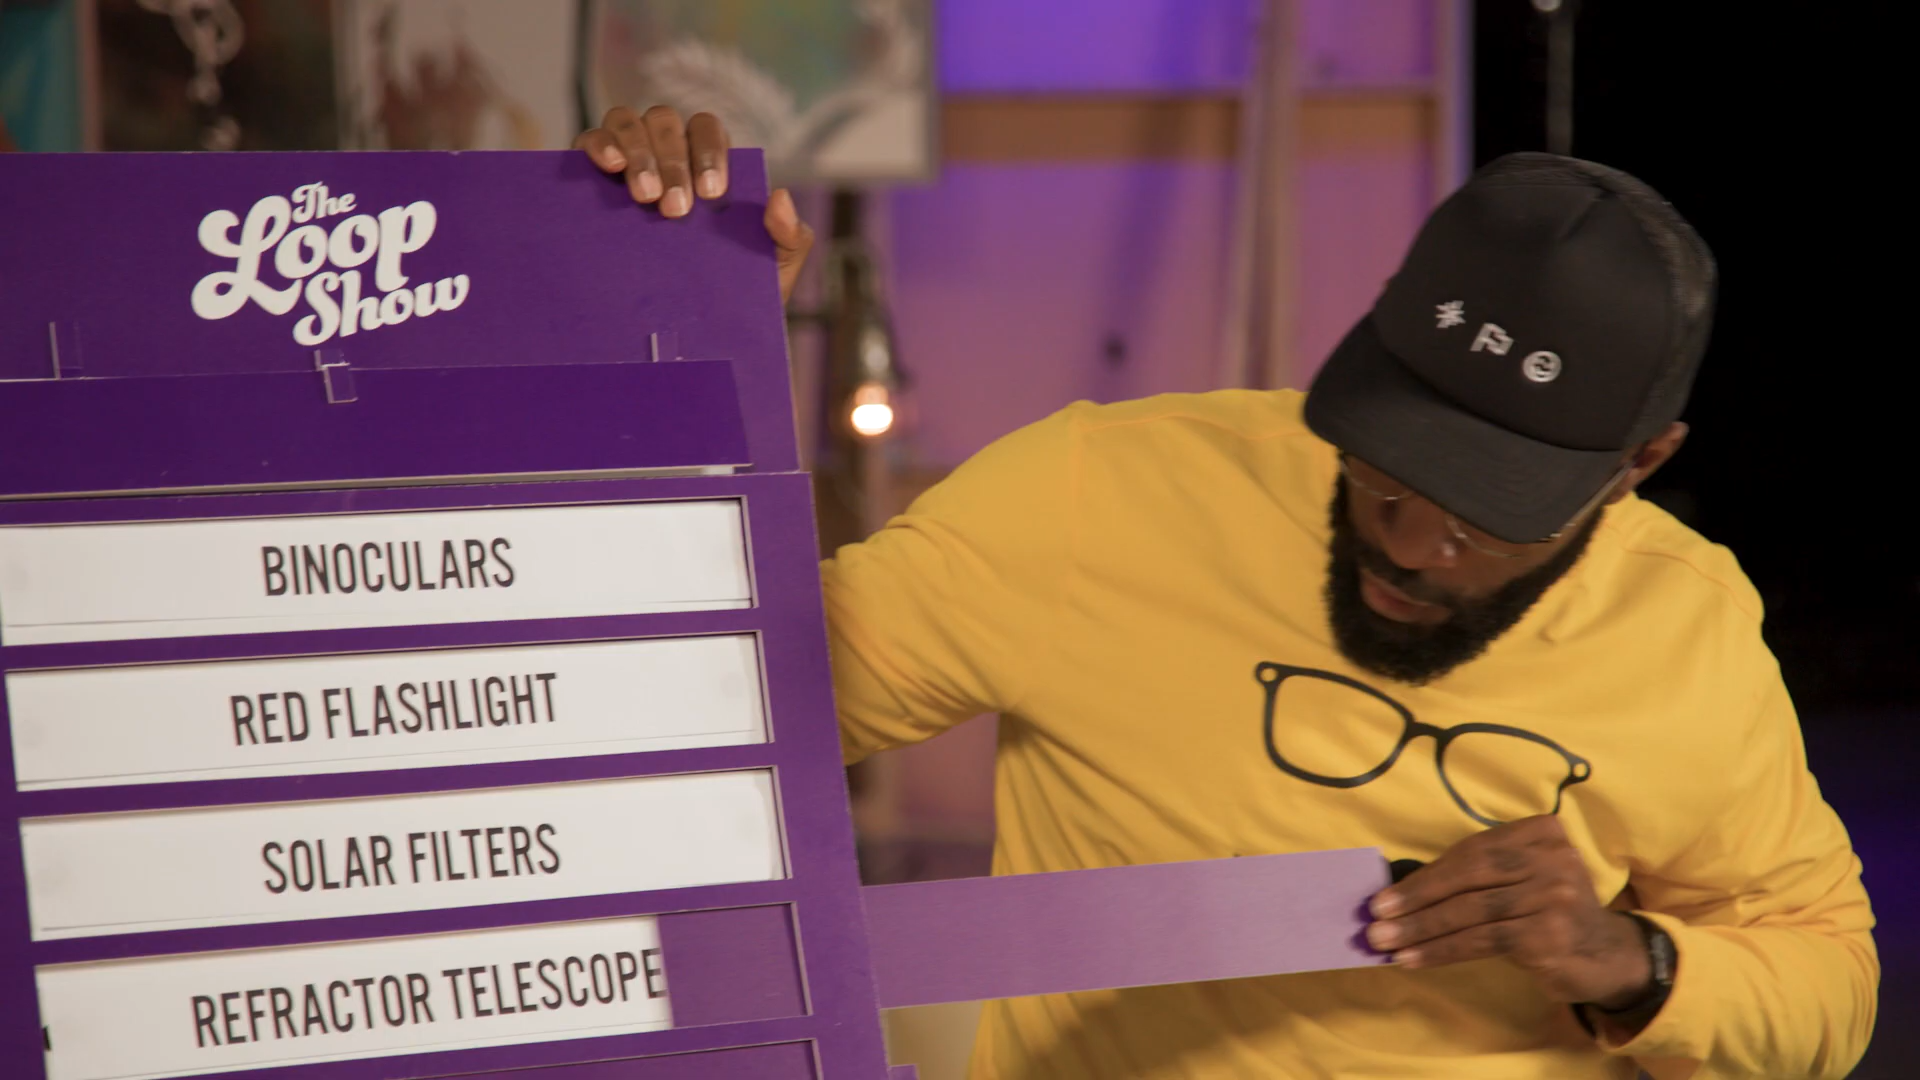 The
Loop
Show
BINOCULARS
RED FLASHLIGHT
SOLAR FILTERS
REFRACTOR TELESCOPE